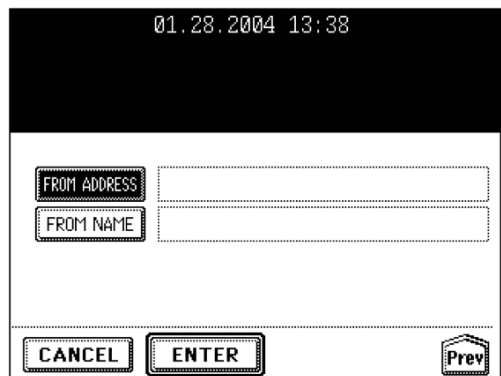 01.28.2004 13:38
FROM ADDRESS
FROM NAME
CANCEL ENTER Prev